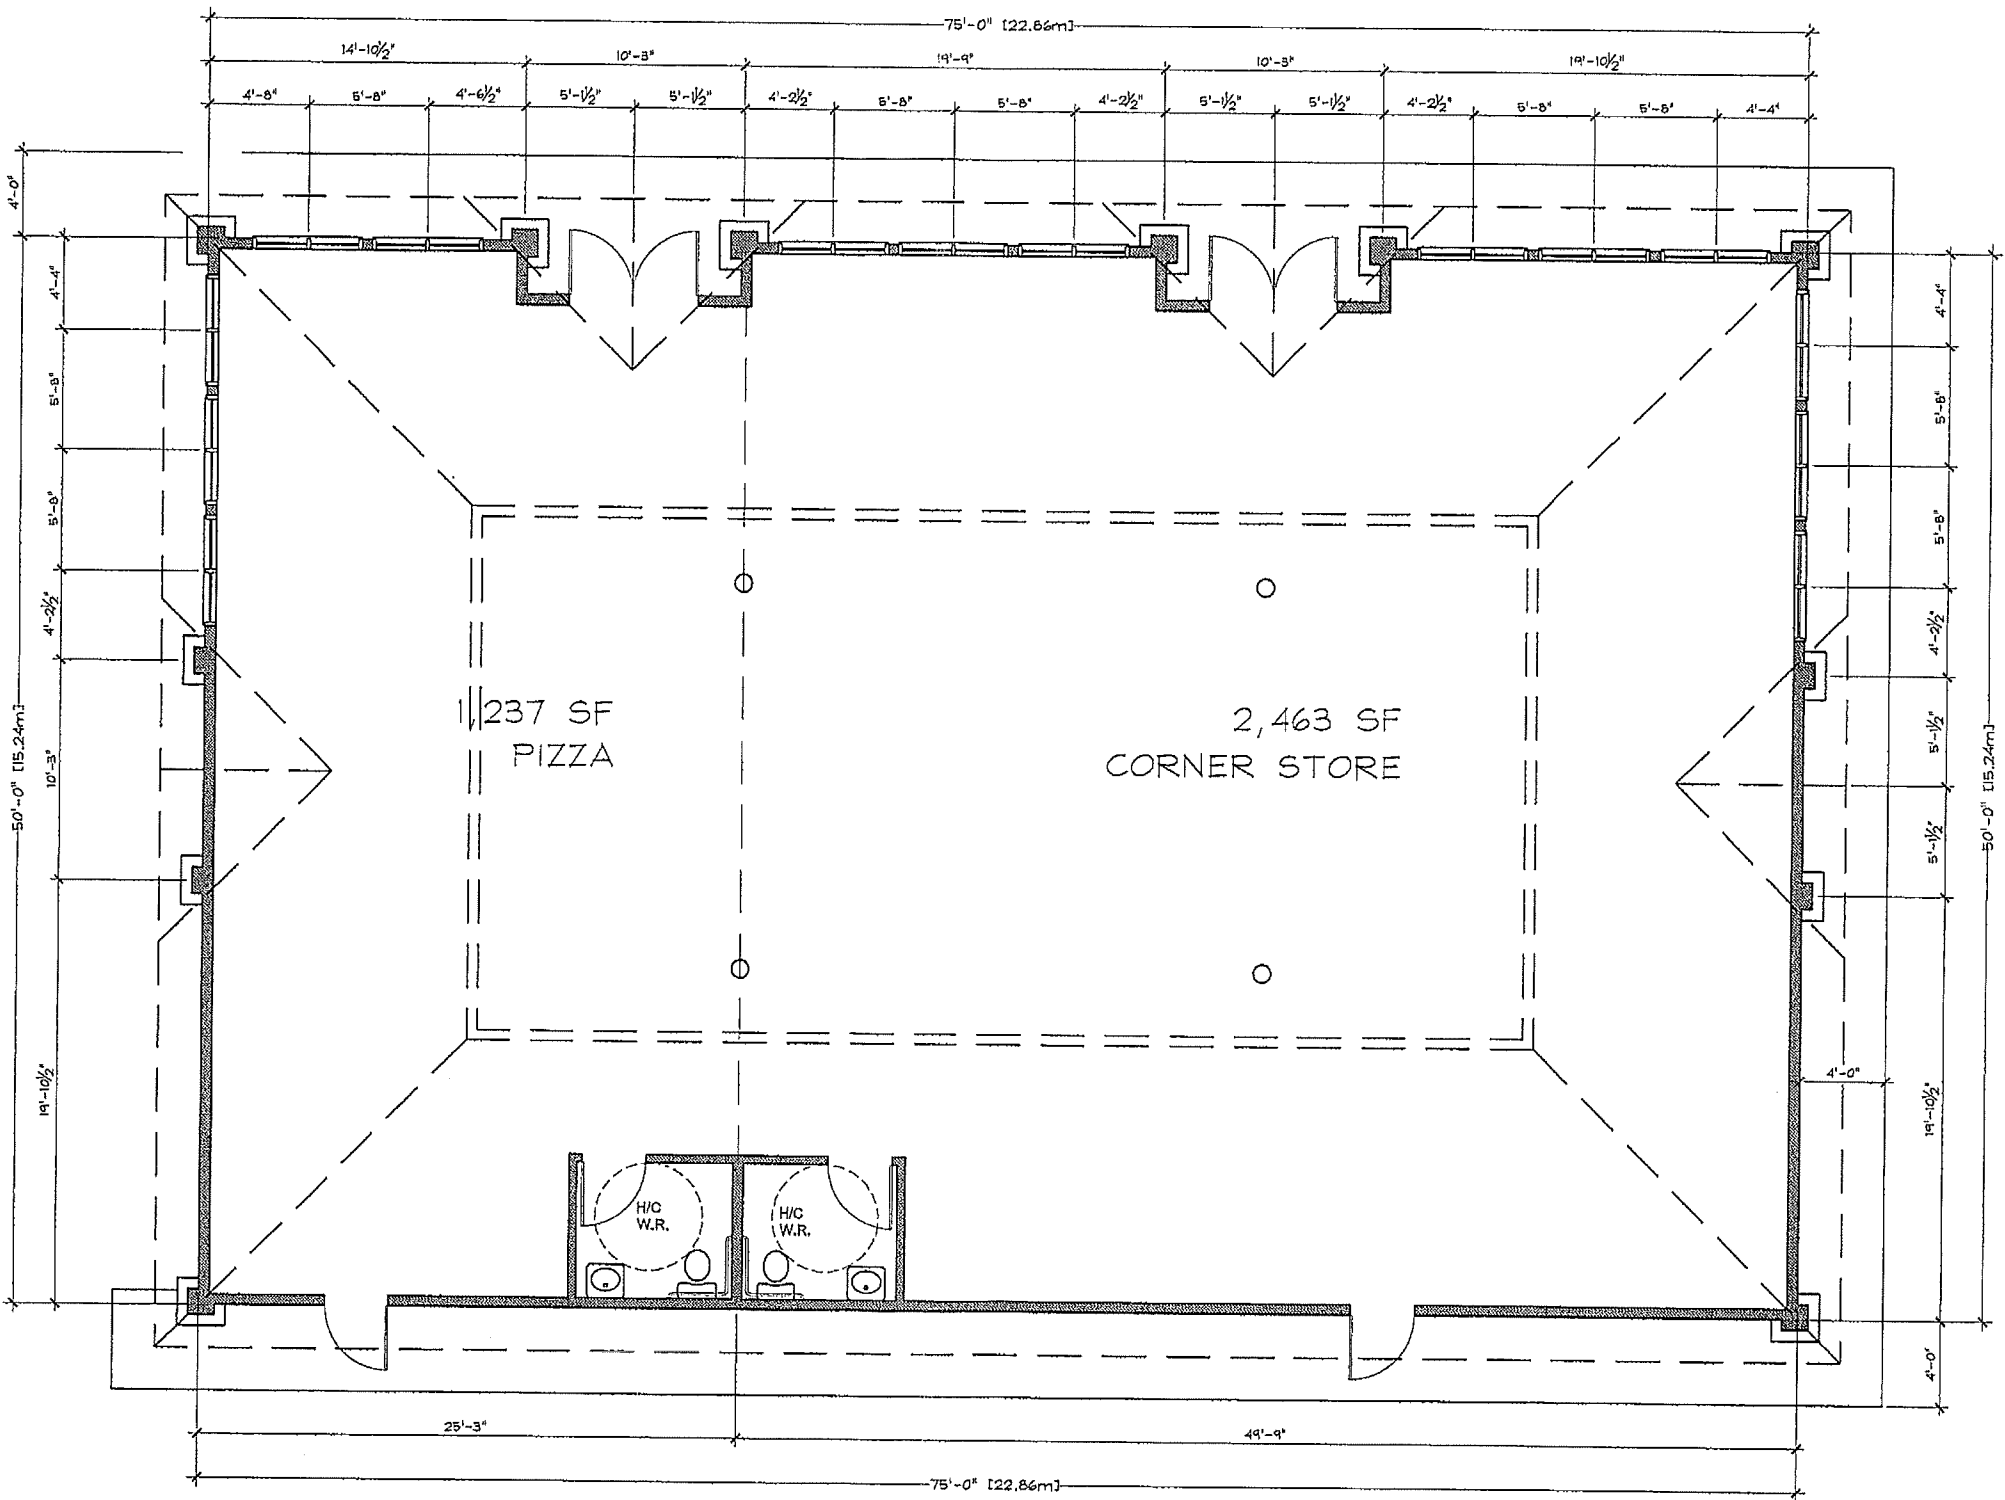 75'-0" [22.86m]
14'-10½" 10'-3" 19'-9" 10'-3" 19'-10½"
4'-8" 5'-8" 4'-6½" 5'-1½" 5'-1½" 4'-2½" 5'-8" 5'-8" 4'-2½" 5'-1½" 5'-1½" 4'-2½" 5'-8" 5'-8" 4'-4"
4'-0"
4'-4"
5'-8"
5'-8"
4'-2½"
10'-3"
19'-10½"
50'-0" [15.24m]
1,237 SF
PIZZA
2,463 SF
CORNER STORE
4'-4"
5'-8"
5'-8"
4'-2½"
5'-1½"
5'-1½"
19'-10½"
50'-0" [15.24m]
4'-0"
4'-0"
H/C
W.R.
H/C
W.R.
25'-3" 49'-9"
75'-0" [22.86m]